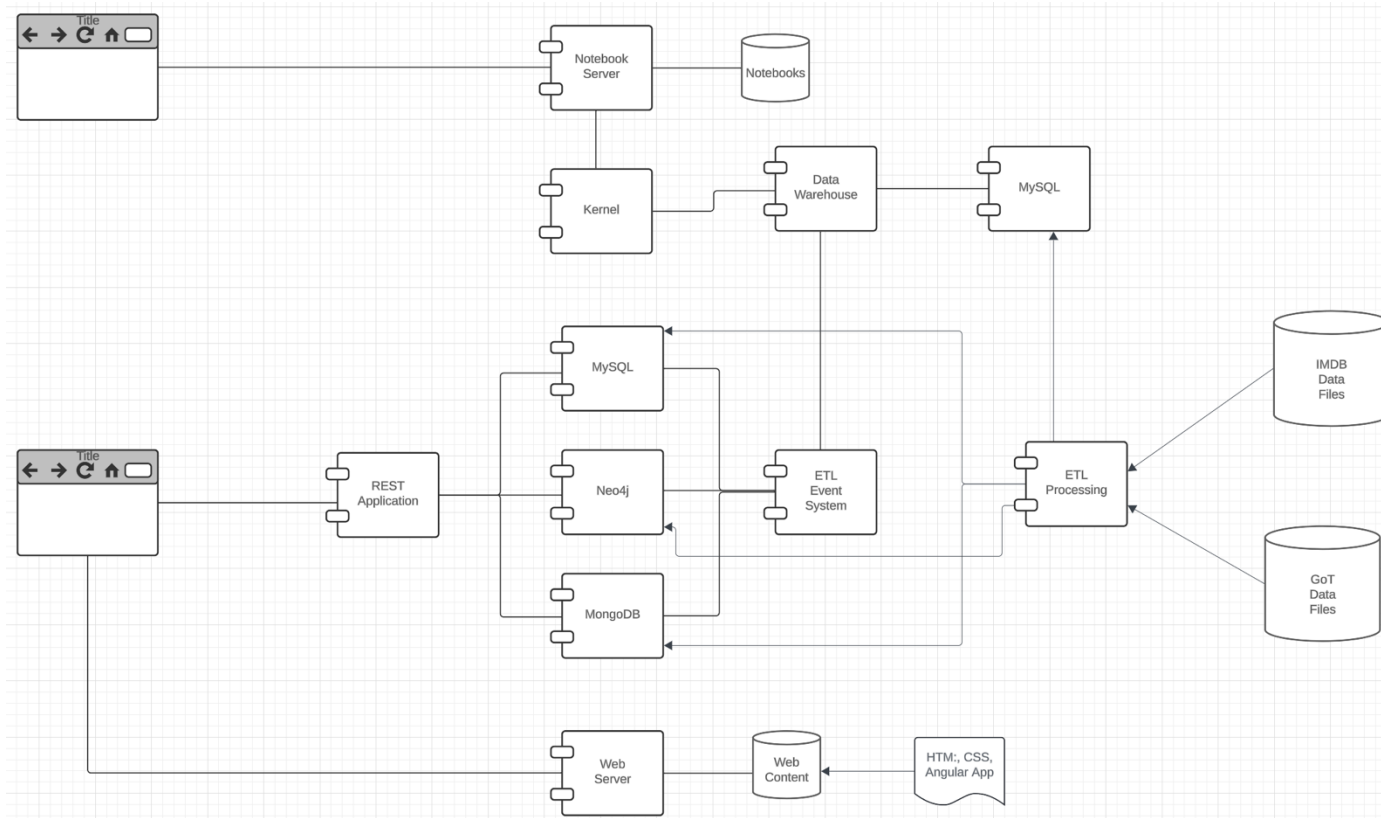 Title
Notebook
Server
Notebooks
Kernel
Data
Warehouse
MySQL
MySQL
IMDB
Data
Files
Title
REST
Application
Neo4j
ETL
Event
System
ETL
Processing
GoT
Data
Files
MongoDB
Web
Server
Web
Content
HTM:, CSS,
Angular App